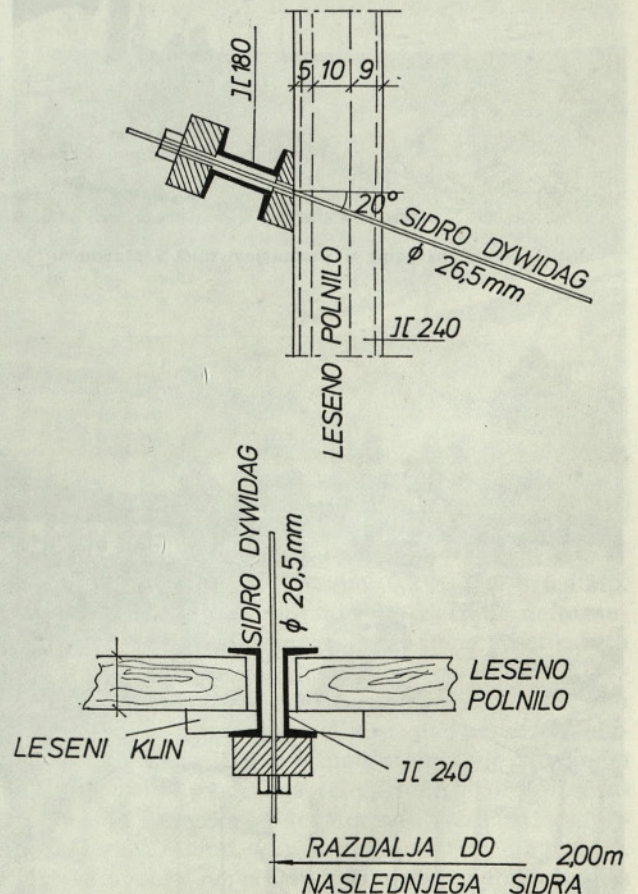 ][ 180
5 10 9
20°
SIDRO DYWIDAG
ϕ 26,5mm
LESENO POLNILO
][ 240
SIDRO DYWIDAG
ϕ 26,5mm
LESENO
POLNILO
LESENI KLIN
][ 240
RAZDALJA DO 2,00m
NASLEDNJEGA SIDRA